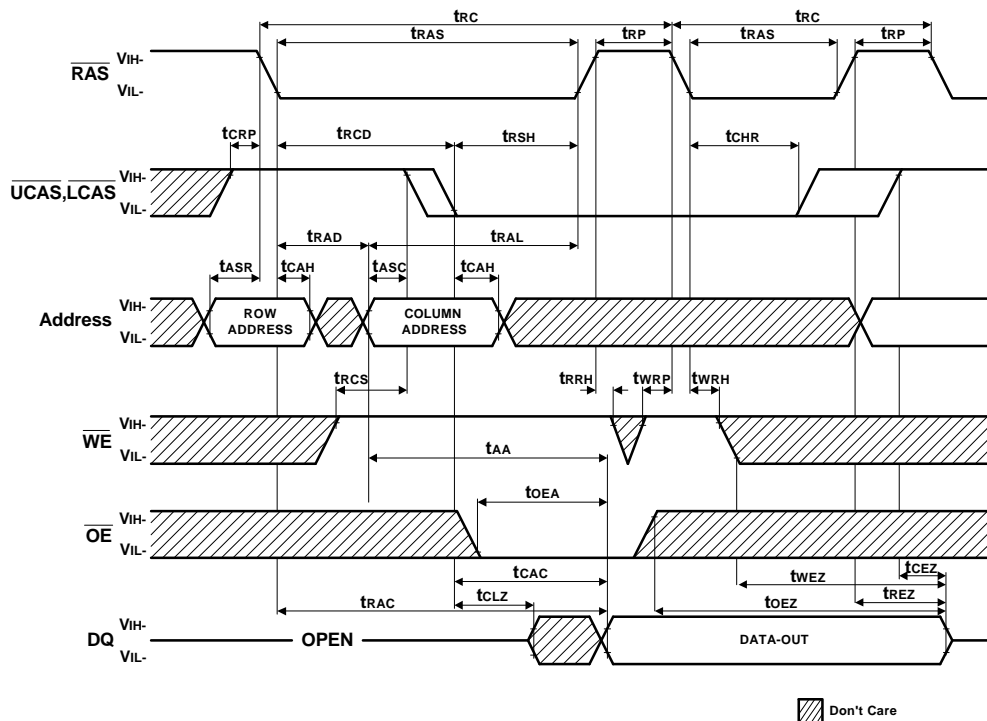 tRC tRC
tRAS tRP tRAS tRP
RAS VIH-
VIL-
tCRP tRCD tRSH tCHR
UCAS,LCAS VIH-
VIL-
tRAD tRAL
tASR tCAH tASC tCAH
Address VIH-
VIL-
ROW
ADDRESS
COLUMN
ADDRESS
tRCS tRRH tWRP tWRH
WE VIH-
VIL-
tAA
tOEA
OE VIH-
VIL-
tCAC tWEZ tCEZ
tRAC tCLZ tOEZ tREZ
DQ VIH-
VIL-
OPEN DATA-OUT
Don't Care